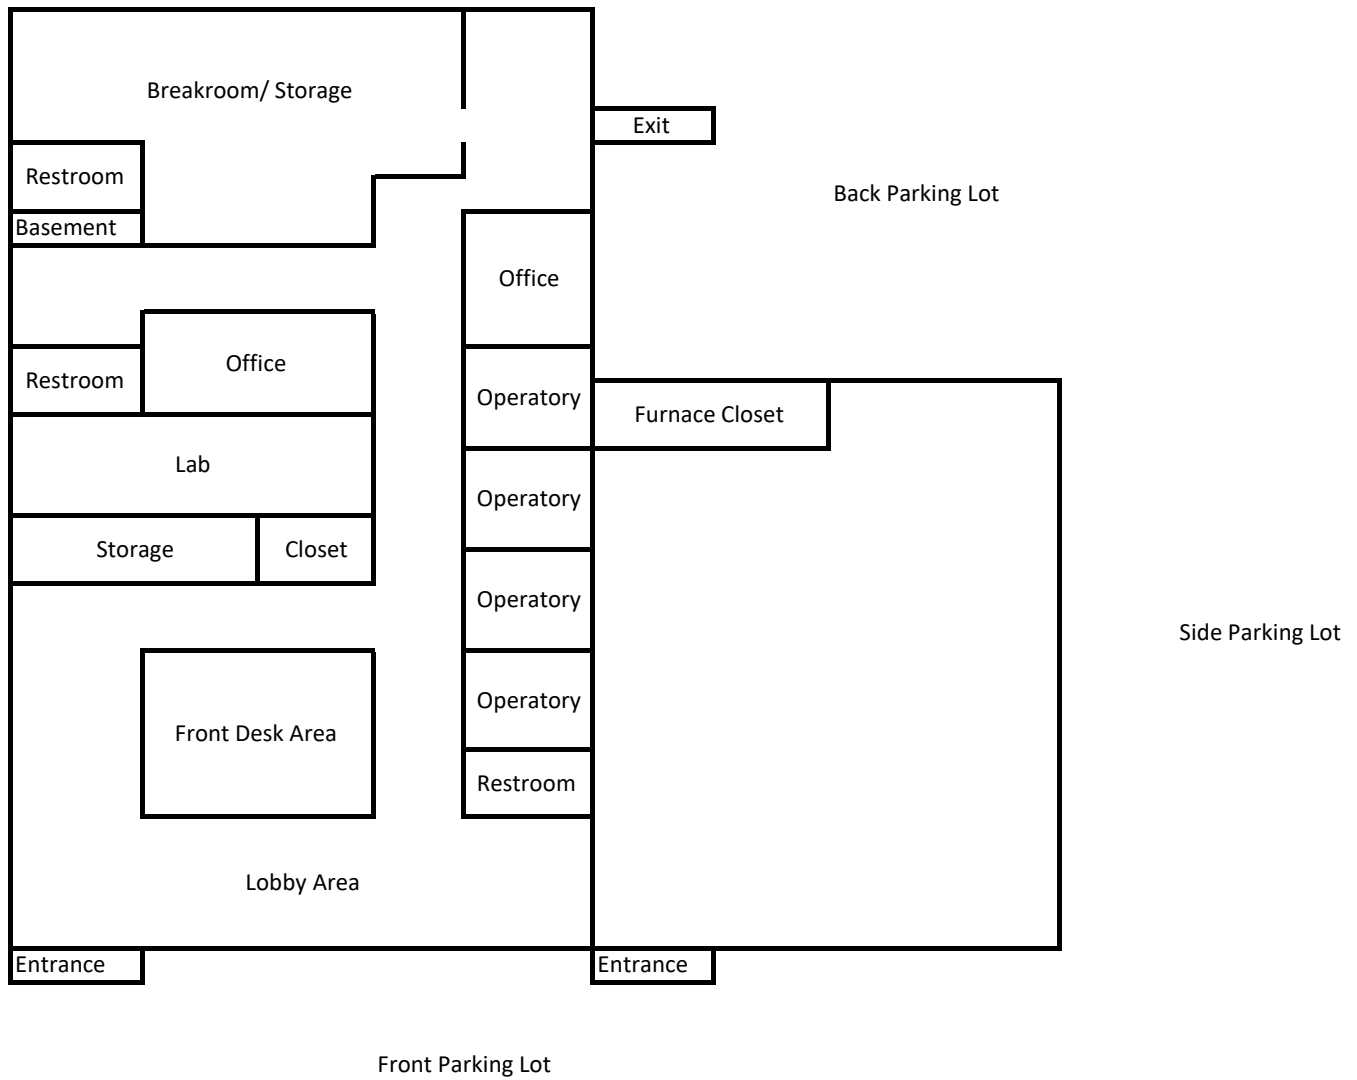 Breakroom/ Storage
Exit
Restroom
Back Parking Lot
Basement
Office
Office
Restroom
Operatory
Furnace Closet
Lab
Operatory
Storage
Closet
Operatory
Side Parking Lot
Operatory
Front Desk Area
Restroom
Lobby Area
Entrance
Entrance
Front Parking Lot